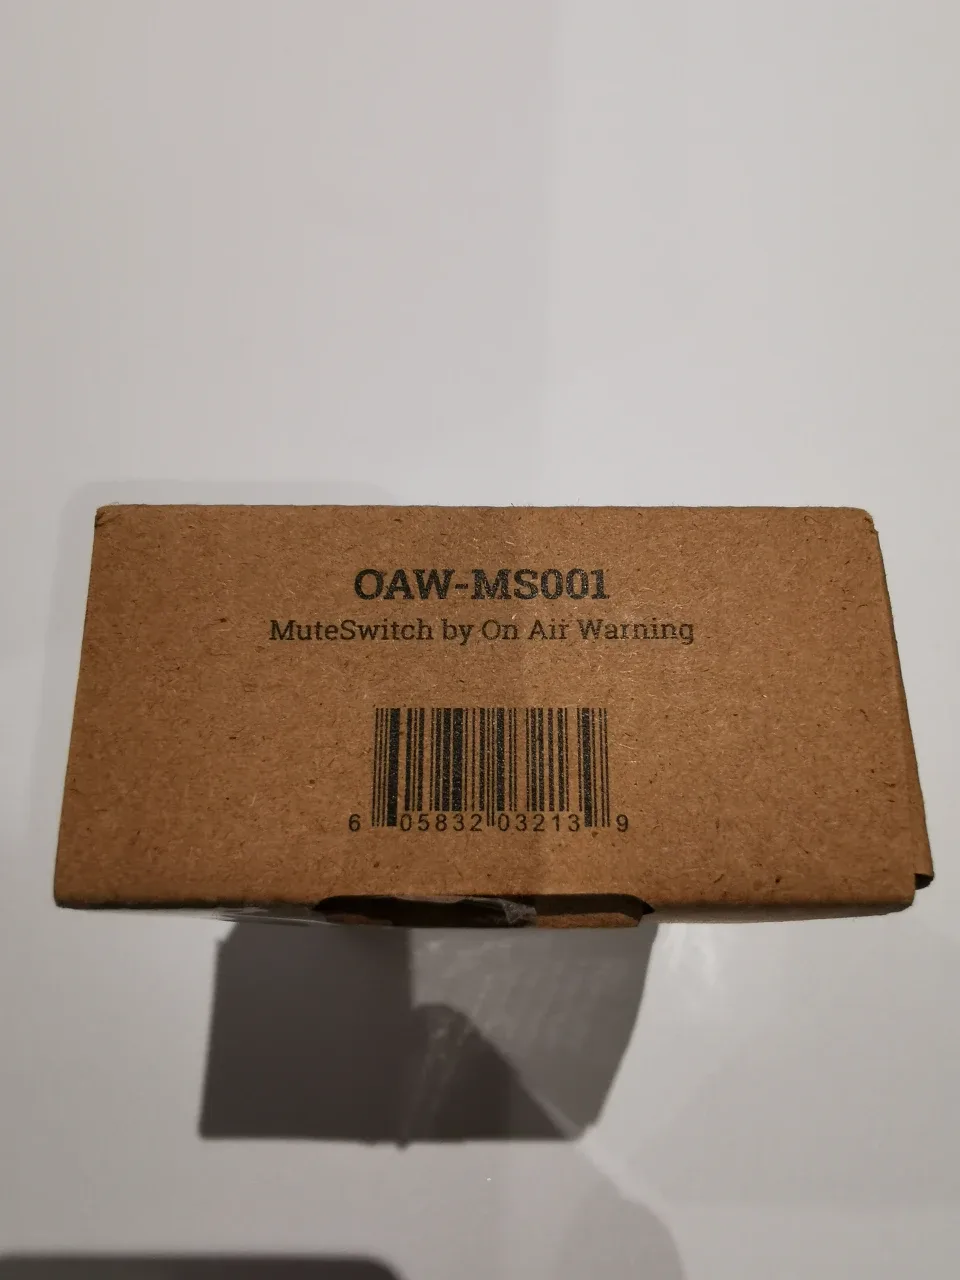 OAW-MS001
MuteSwitch by On Air Warning
6 05832 03213 9